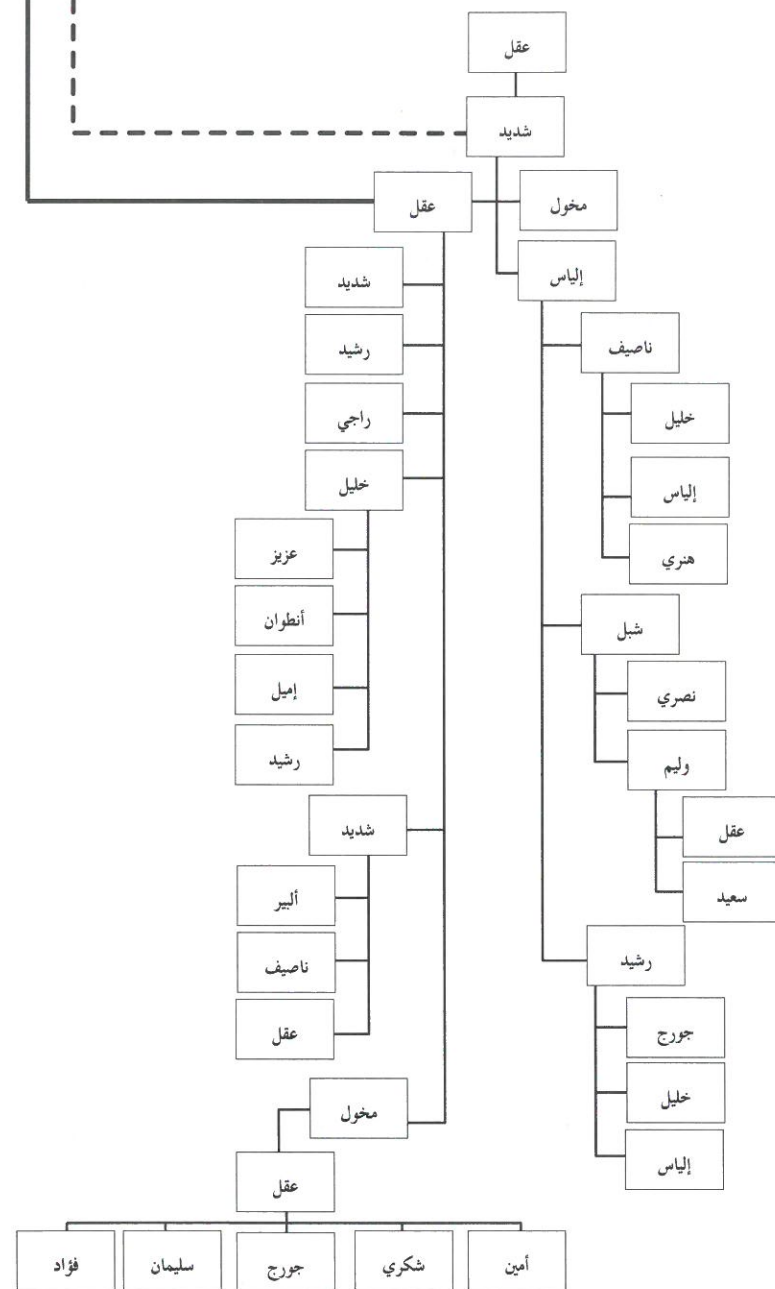 عقل
شديد
مخول
عقل
إلياس
ناصيف
خليل
إلياس
هنري
شبل
نصري
وليم
عقل
سعيد
رشيد
جورج
خليل
إلياس
شديد
رشيد
راجي
خليل
عزيز
أنطوان
إميل
رشيد
شديد
ألبير
ناصيف
عقل
مخول
عقل
أمين
شكري
جورج
سليمان
فؤاد